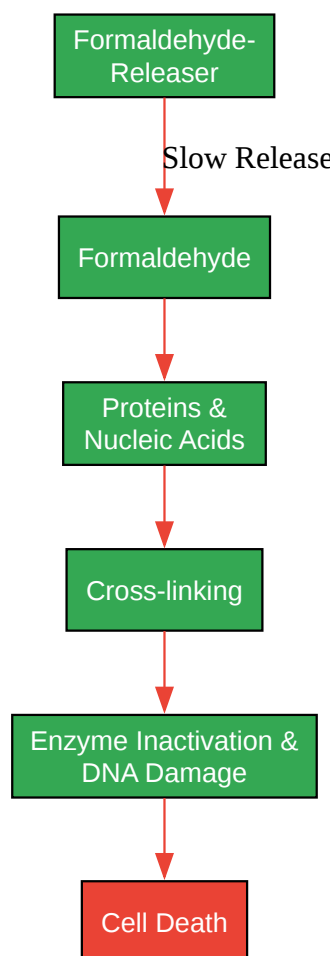 Formaldehyde-
Releaser
Slow Release
Formaldehyde
Proteins &
Nucleic Acids
Cross-linking
Enzyme Inactivation &
DNA Damage
Cell Death